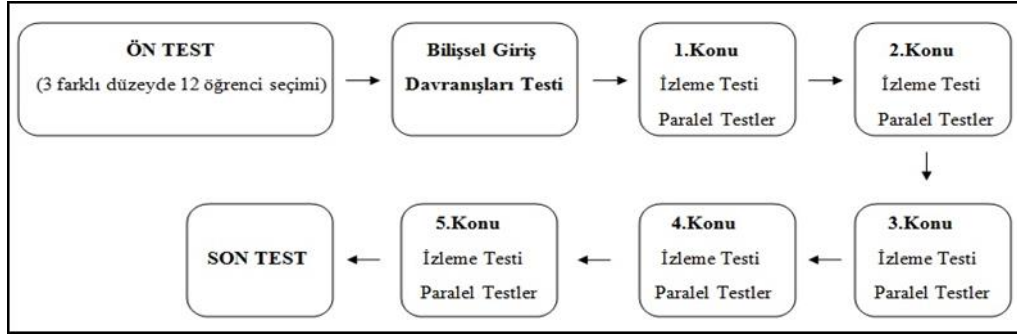 ÖN TEST
(3 farklı düzeyde 12 öğrenci seçimi)
Bilişsel Giriş
Davranışları Testi
1.Konu
İzleme Testi
Paralel Testler
2.Konu
İzleme Testi
Paralel Testler
3.Konu
İzleme Testi
Paralel Testler
4.Konu
İzleme Testi
Paralel Testler
5.Konu
İzleme Testi
Paralel Testler
SON TEST